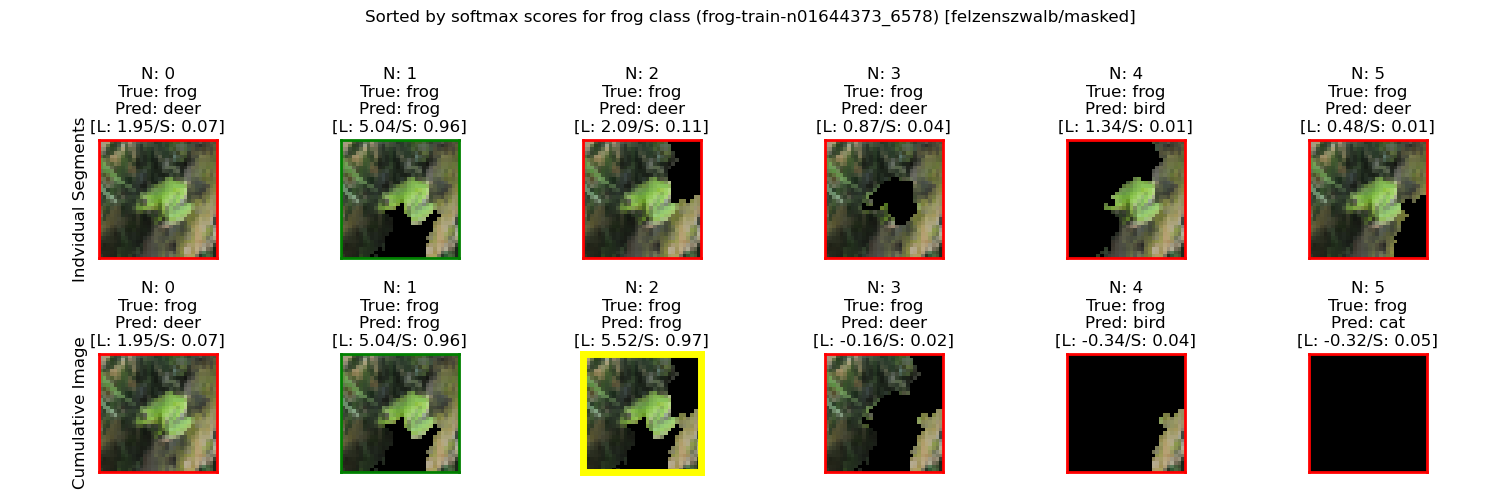 Sorted by softmax scores for frog class (frog-train-n01644373_6578) [felzenszwalb/masked]
Indvidual Segments
N: 0
True: frog
Pred: deer
[L: 1.95/S: 0.07]
N: 1
True: frog
Pred: frog
[L: 5.04/S: 0.96]
N: 2
True: frog
Pred: deer
[L: 2.09/S: 0.11]
N: 3
True: frog
Pred: deer
[L: 0.87/S: 0.04]
N: 4
True: frog
Pred: bird
[L: 1.34/S: 0.01]
N: 5
True: frog
Pred: deer
[L: 0.48/S: 0.01]
Cumulative Image
N: 0
True: frog
Pred: deer
[L: 1.95/S: 0.07]
N: 1
True: frog
Pred: frog
[L: 5.04/S: 0.96]
N: 2
True: frog
Pred: frog
[L: 5.52/S: 0.97]
N: 3
True: frog
Pred: deer
[L: -0.16/S: 0.02]
N: 4
True: frog
Pred: bird
[L: -0.34/S: 0.04]
N: 5
True: frog
Pred: cat
[L: -0.32/S: 0.05]